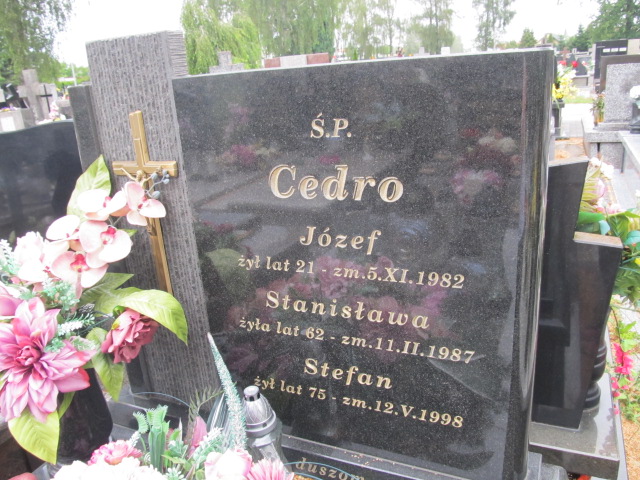 Ś.P.
Cedro
Józef
żył lat 21 - zm. 5.XI.1982
Stanisława
żyła lat 62 - zm. 11.II.1987
Stefan
żył lat 75 - zm. 12.V.1998
duszom